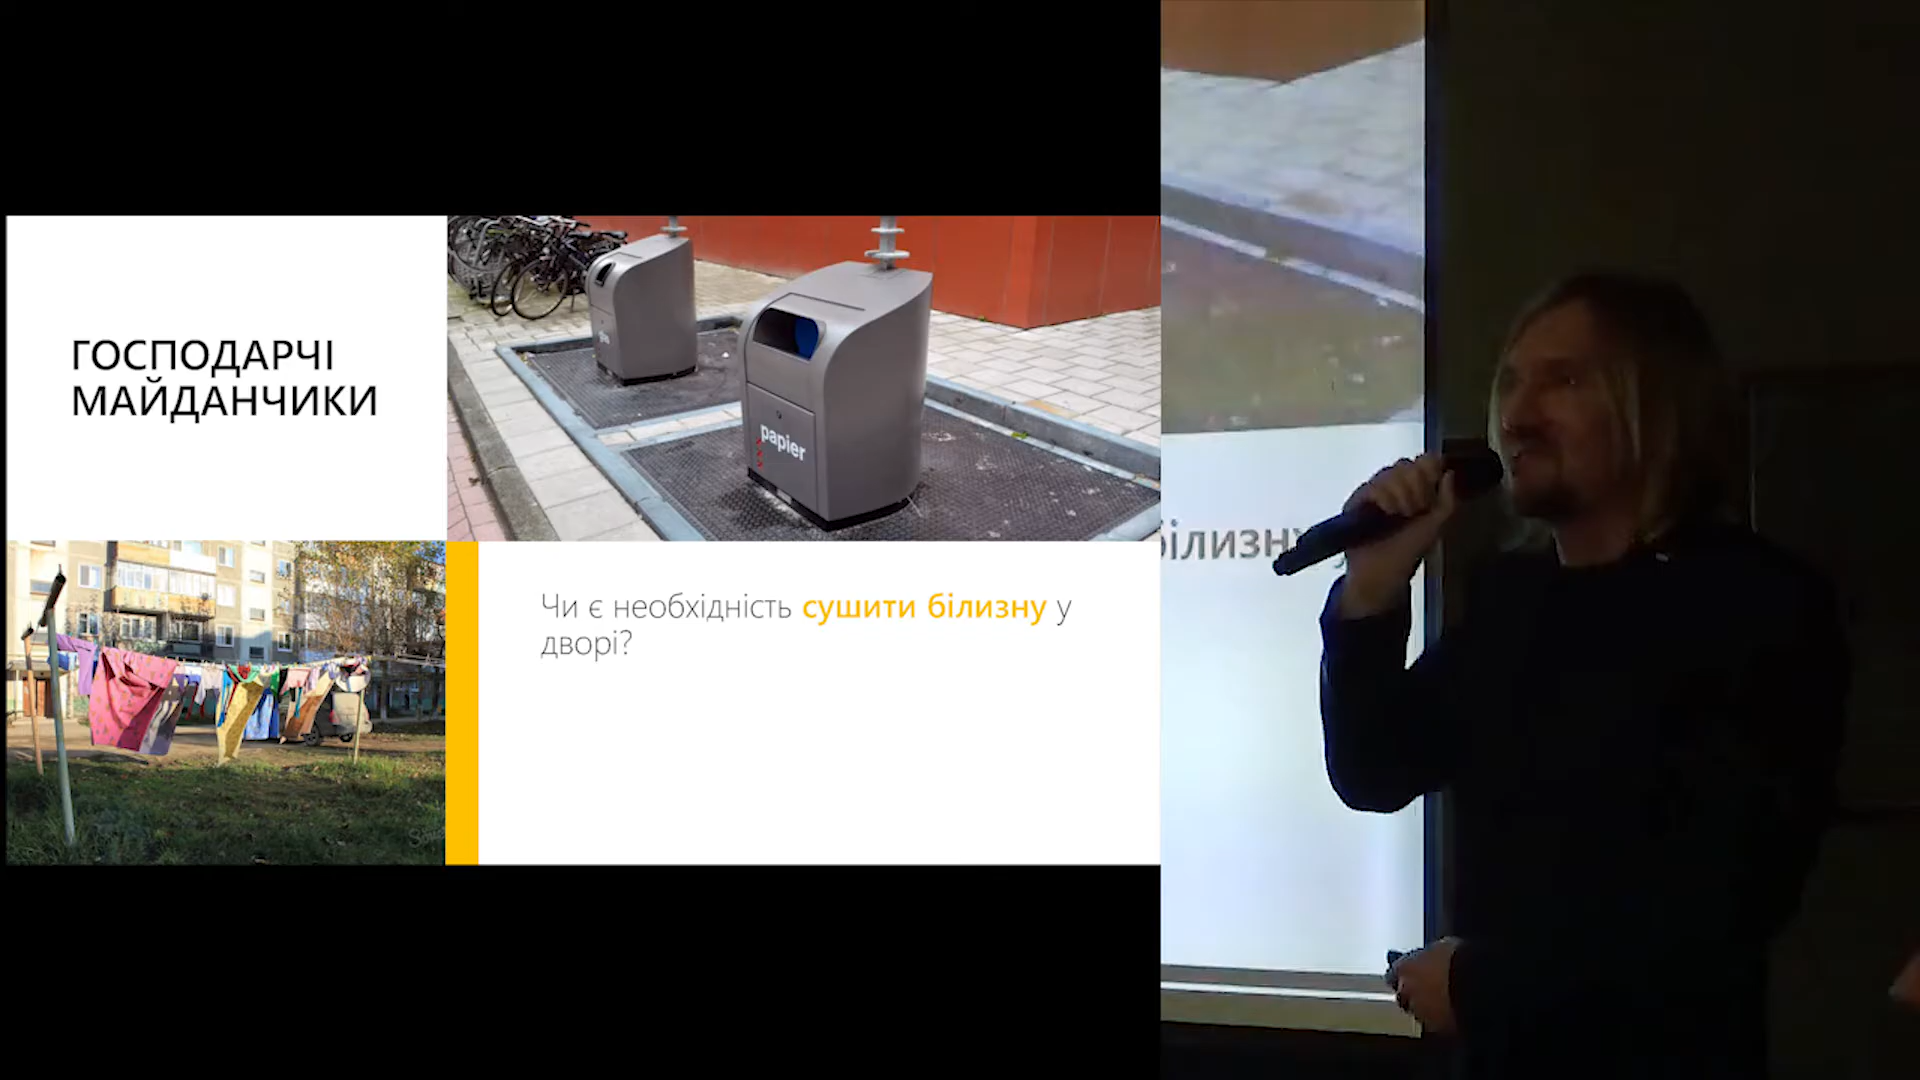 ГОСПОДАРЧІ
МАЙДАНЧИКИ
papier
Чи є необхідність сушити білизну у
дворі?
білизну